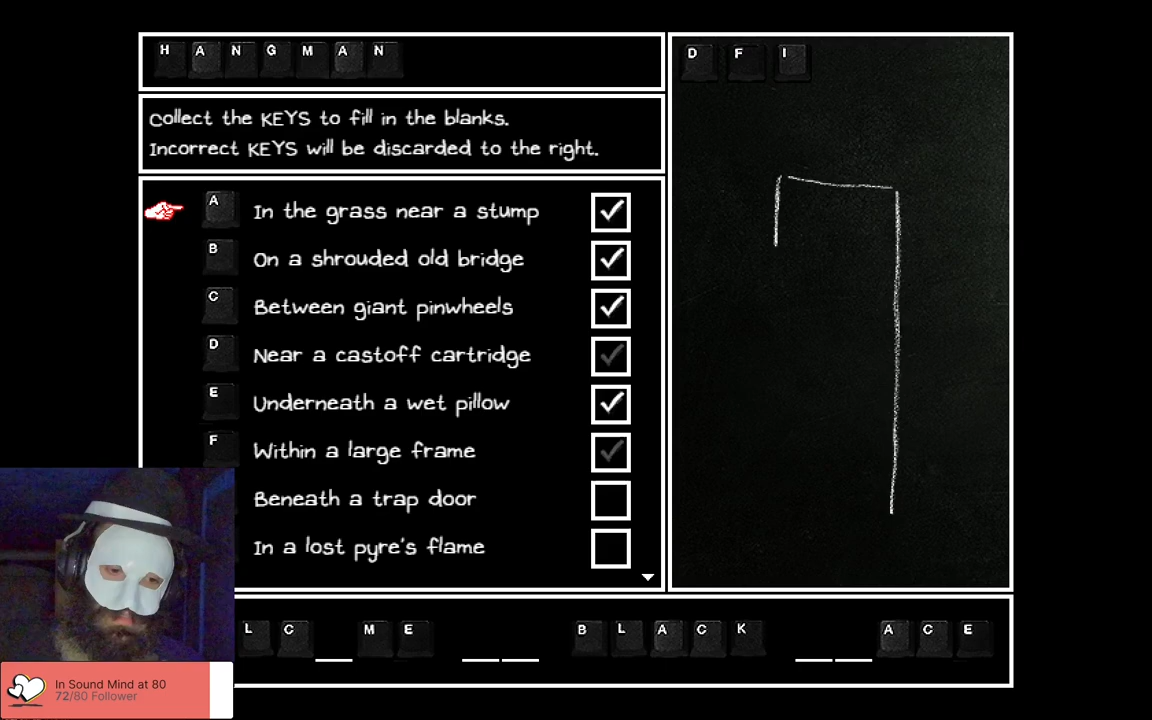 H A N G M A N
D F I
Collect the KEYS to fill in the blanks.
Incorrect KEYS will be discarded to the right.
A In the grass near a stump
B On a shrouded old bridge
C Between giant pinwheels
D Near a castoff cartridge
E Underneath a wet pillow
F Within a large frame
Beneath a trap door
In a lost pyre's flame
L C _ M E _ _ B L A C K _ _ A C E
In Sound Mind at 80
72/80 Follower